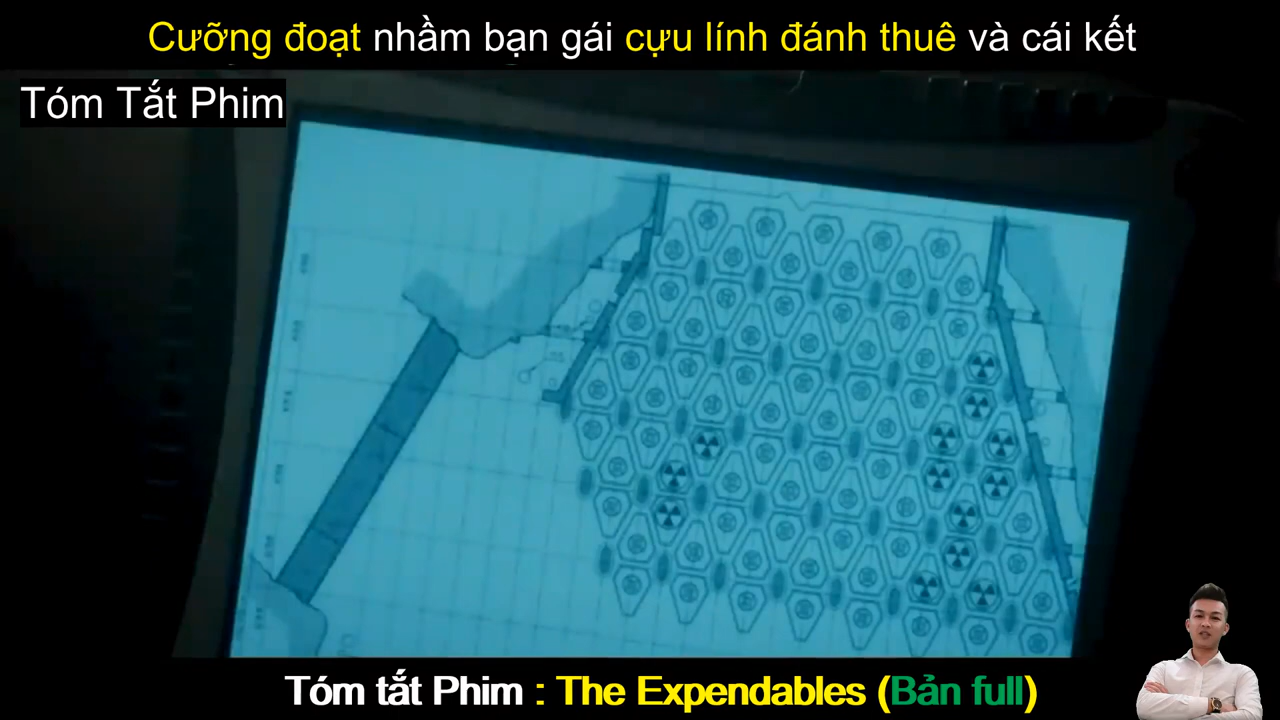 Cưỡng đoạt nhầm bạn gái cựu lính đánh thuê và cái kết
Tóm Tắt Phim
Tóm tắt Phim : The Expendables (Bản full)